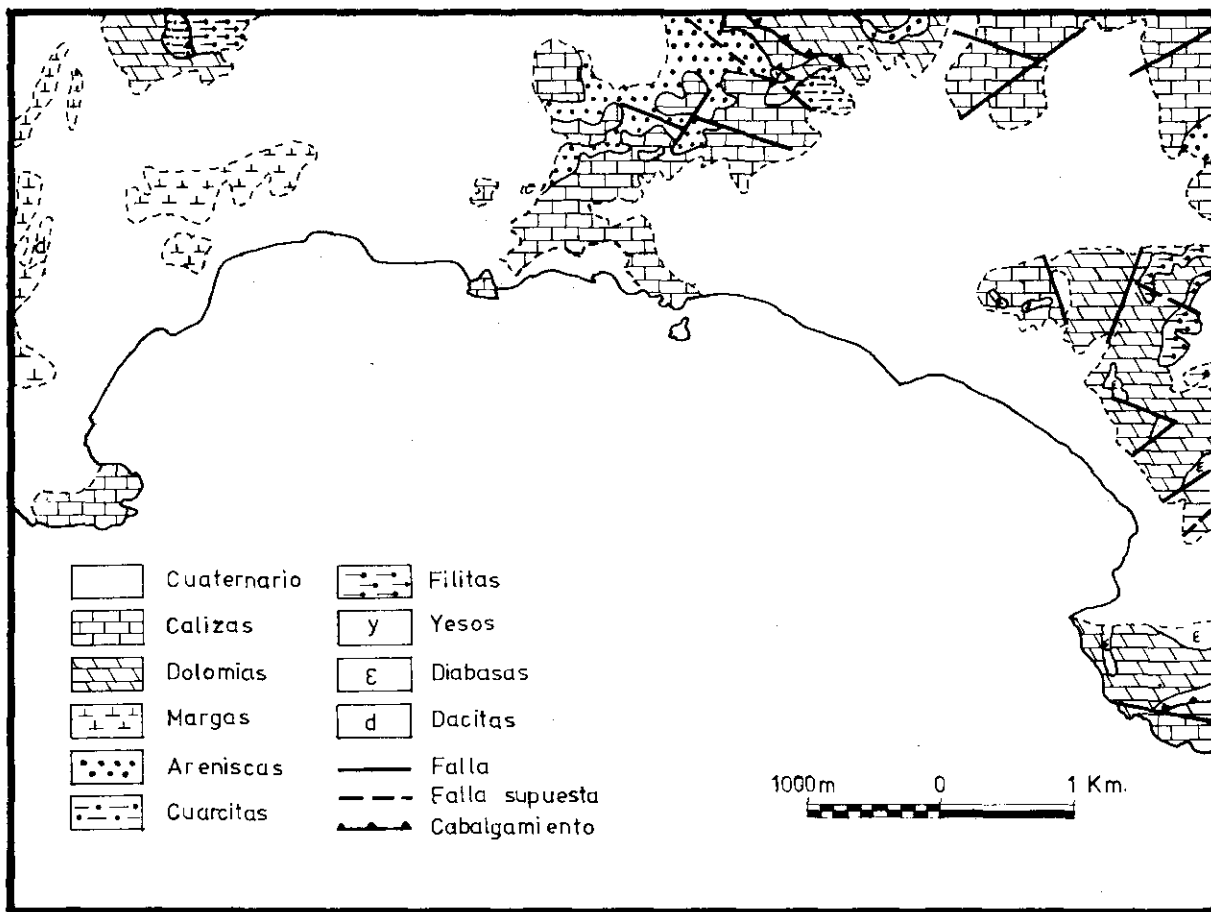 d
ε
ε
ε
Cuaternario
Calizas
Dolomias
Margas
Areniscas
Cuarcitas
Filitas
y Yesos
ε Diabasas
d Dacitas
Falla
Falla supuesta
Cabalgamiento
1000m 0 1 Km.